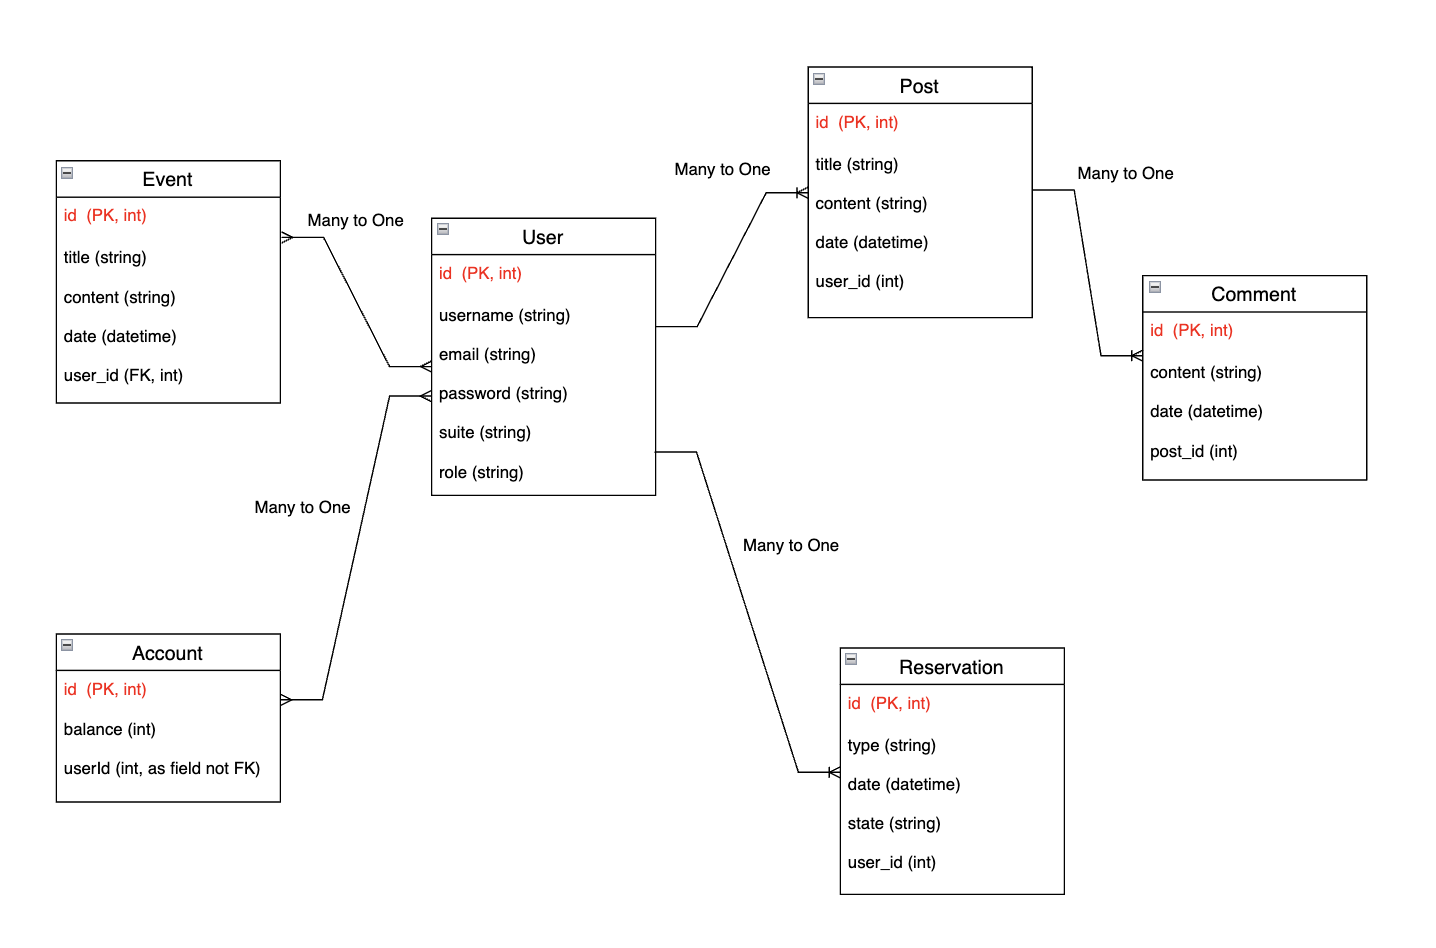 Event
id (PK, int)
title (string)
content (string)
date (datetime)
user_id (FK, int)
Many to One
User
id (PK, int)
username (string)
email (string)
password (string)
suite (string)
role (string)
Many to One
Post
id (PK, int)
title (string)
content (string)
date (datetime)
user_id (int)
Many to One
Comment
id (PK, int)
content (string)
date (datetime)
post_id (int)
Many to One
Account
id (PK, int)
balance (int)
userId (int, as field not FK)
Many to One
Reservation
id (PK, int)
type (string)
date (datetime)
state (string)
user_id (int)